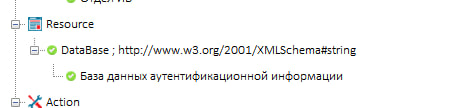 Resource
DataBase ; http://www.w3.org/2001/XMLSchema#string
База данных аутентификационной информации
Action